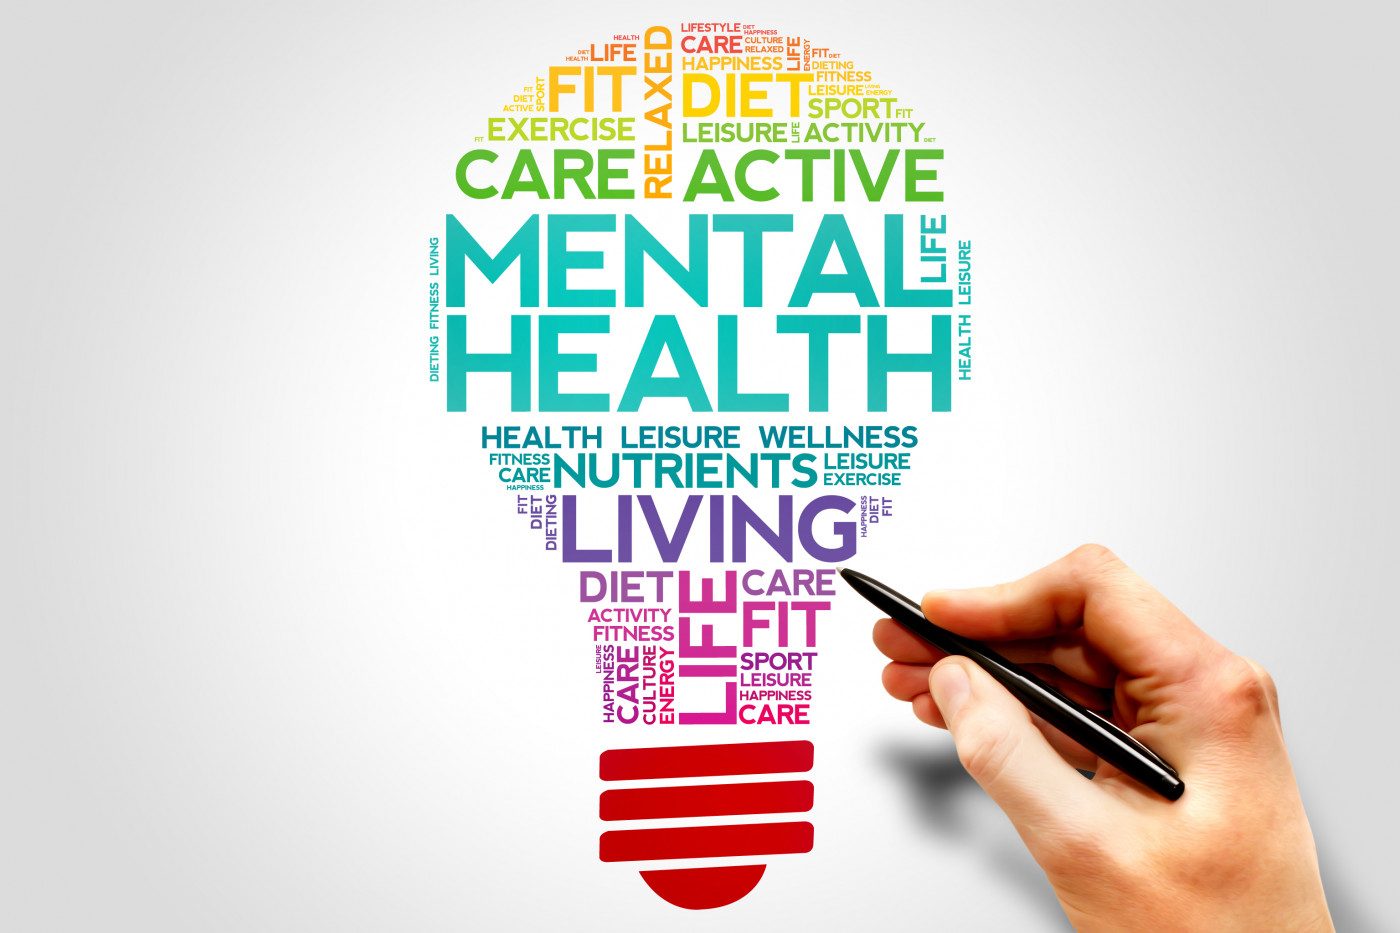 LIFESTYLE DIET
HAPPINESS
HEALTH
CARE CULTURE
RELAXED
LIFE
ENERGY
DIET LIFE
HEALTH
RELAXED
HAPPINESS
FIT DIET
DIETING
FITNESS
FIT
DIET
LEISURE LIVING
ENERGY
FIT
DIET
ACTIVE
SPORT
SPORT FIT
FIT EXERCISE
LEISURE LIFE ACTIVITY DIET
CARE ACTIVE
MENTAL
LIFE
HEALTH
DIETING FITNESS LIVING
HEALTH LEISURE
HEALTH LEISURE WELLNESS
FITNESS
CARE
HAPPINESS
NUTRIENTS
LEISURE
EXERCISE
FIT
DIET
DIETING
LIVING
HAPPINESS
DIET
FIT
DIET
LIFE
CARE
ACTIVITY
FITNESS
FIT
LEISURE
HAPPINESS
CARE
CULTURE
ENERGY
SPORT
LEISURE
HAPPINESS
CARE